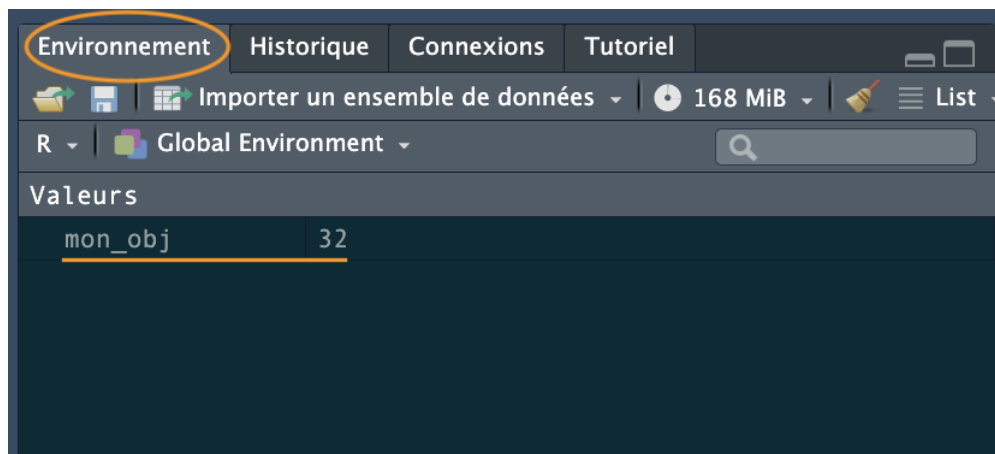 Environnement Historique Connexions Tutoriel
Importer un ensemble de données 168 MiB List
R Global Environment
Valeurs
mon_obj 32